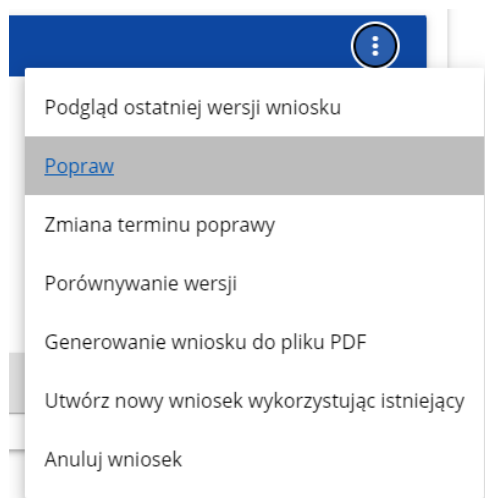 Podgląd ostatniej wersji wniosku
Popraw
Zmiana terminu poprawy
Porównywanie wersji
Generowanie wniosku do pliku PDF
Utwórz nowy wniosek wykorzystując istniejący
Anuluj wniosek